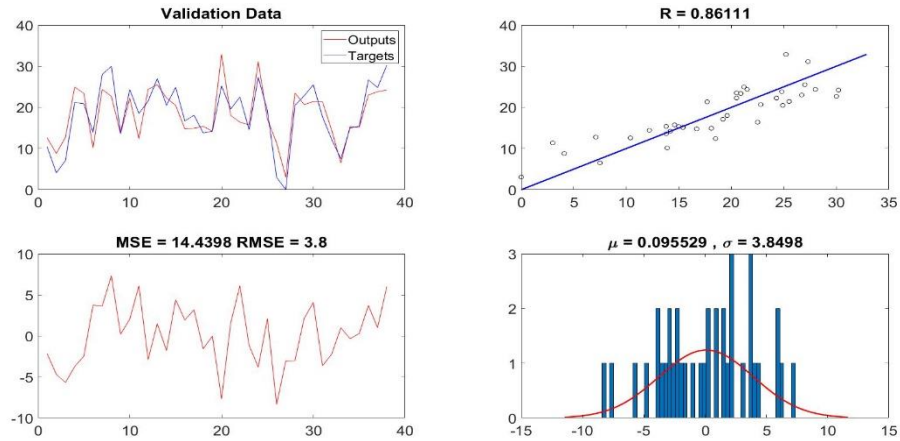 Validation Data
40
30
20
10
0
0 10 20 30 40
Outputs
Targets
R = 0.86111
40
30
20
10
0
0 5 10 15 20 25 30 35
MSE = 14.4398 RMSE = 3.8
10
5
0
-5
-10
0 10 20 30 40
μ = 0.095529 , σ = 3.8498
3
2
1
0
-15 -10 -5 0 5 10 15